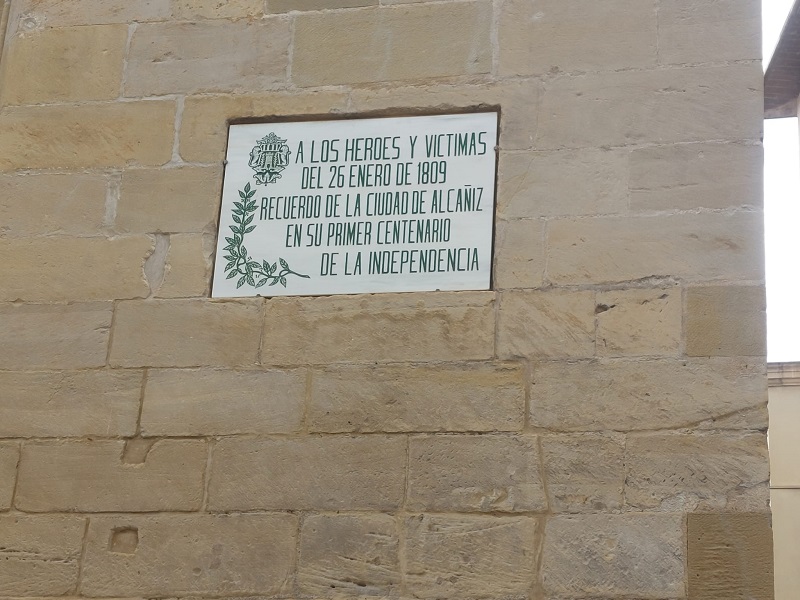 A LOS HEROES Y VICTIMAS
DEL 26 ENERO DE 1809
RECUERDO DE LA CIUDAD DE ALCAÑIZ
EN SU PRIMER CENTENARIO
DE LA INDEPENDENCIA